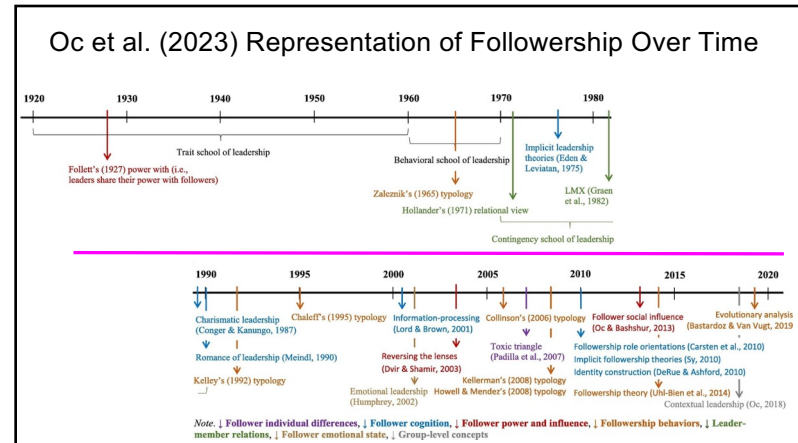 Oc et al. (2023) Representation of Followership Over Time
1920 1930 1940 1950 1960 1970 1980
Trait school of leadership
Behavioral school of leadership
Implicit leadership
theories (Eden &
Leviatan, 1975)
Follett's (1927) power with (i.e.,
leaders share their power with followers)
Zaleznik's (1965) typology
LMX (Graen
et al., 1982)
Hollander's (1971) relational view
Contingency school of leadership
1990 1995 2000 2005 2010 2015 2020
Charismatic leadership
(Conger & Kanungo, 1987)
Chaleff's (1995) typology
Information-processing
(Lord & Brown, 2001)
Collinson's (2006) typology
Follower social influence
(Oc & Bashshur, 2013)
Evolutionary analysis
(Bastardoz & Van Vugt, 2019
Romance of leadership (Meindl, 1990)
Reversing the lenses
(Dvir & Shamir, 2003)
Toxic triangle
(Padilla et al., 2007)
Followership role orientations (Carsten et al., 2010)
Implicit followership theories (Sy, 2010)
Identity construction (DeRue & Ashford, 2010)
Kelley's (1992) typology
Emotional leadership
(Humphrey, 2002)
Kellerman's (2008) typology
Howell & Mendez's (2008) typology
Followership theory (Uhl-Bien et al., 2014)
Contextual leadership (Oc, 2018)
Note. ↓ Follower individual differences, ↓ Follower cognition, ↓ Follower power and influence, ↓ Followership behaviors, ↓ Leader-
member relations, ↓ Follower emotional state, ↓ Group-level concepts